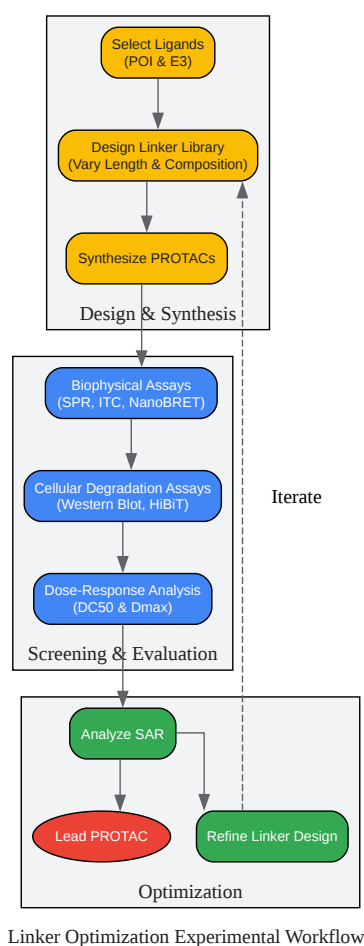 Select Ligands
(POI & E3)
Design Linker Library
(Vary Length & Composition)
Synthesize PROTACs
Design & Synthesis
Biophysical Assays
(SPR, ITC, NanoBRET)
Cellular Degradation Assays
(Western Blot, HiBiT)
Iterate
Dose-Response Analysis
(DC50 & Dmax)
Screening & Evaluation
Analyze SAR
Lead PROTAC
Refine Linker Design
Optimization
Linker Optimization Experimental Workflow